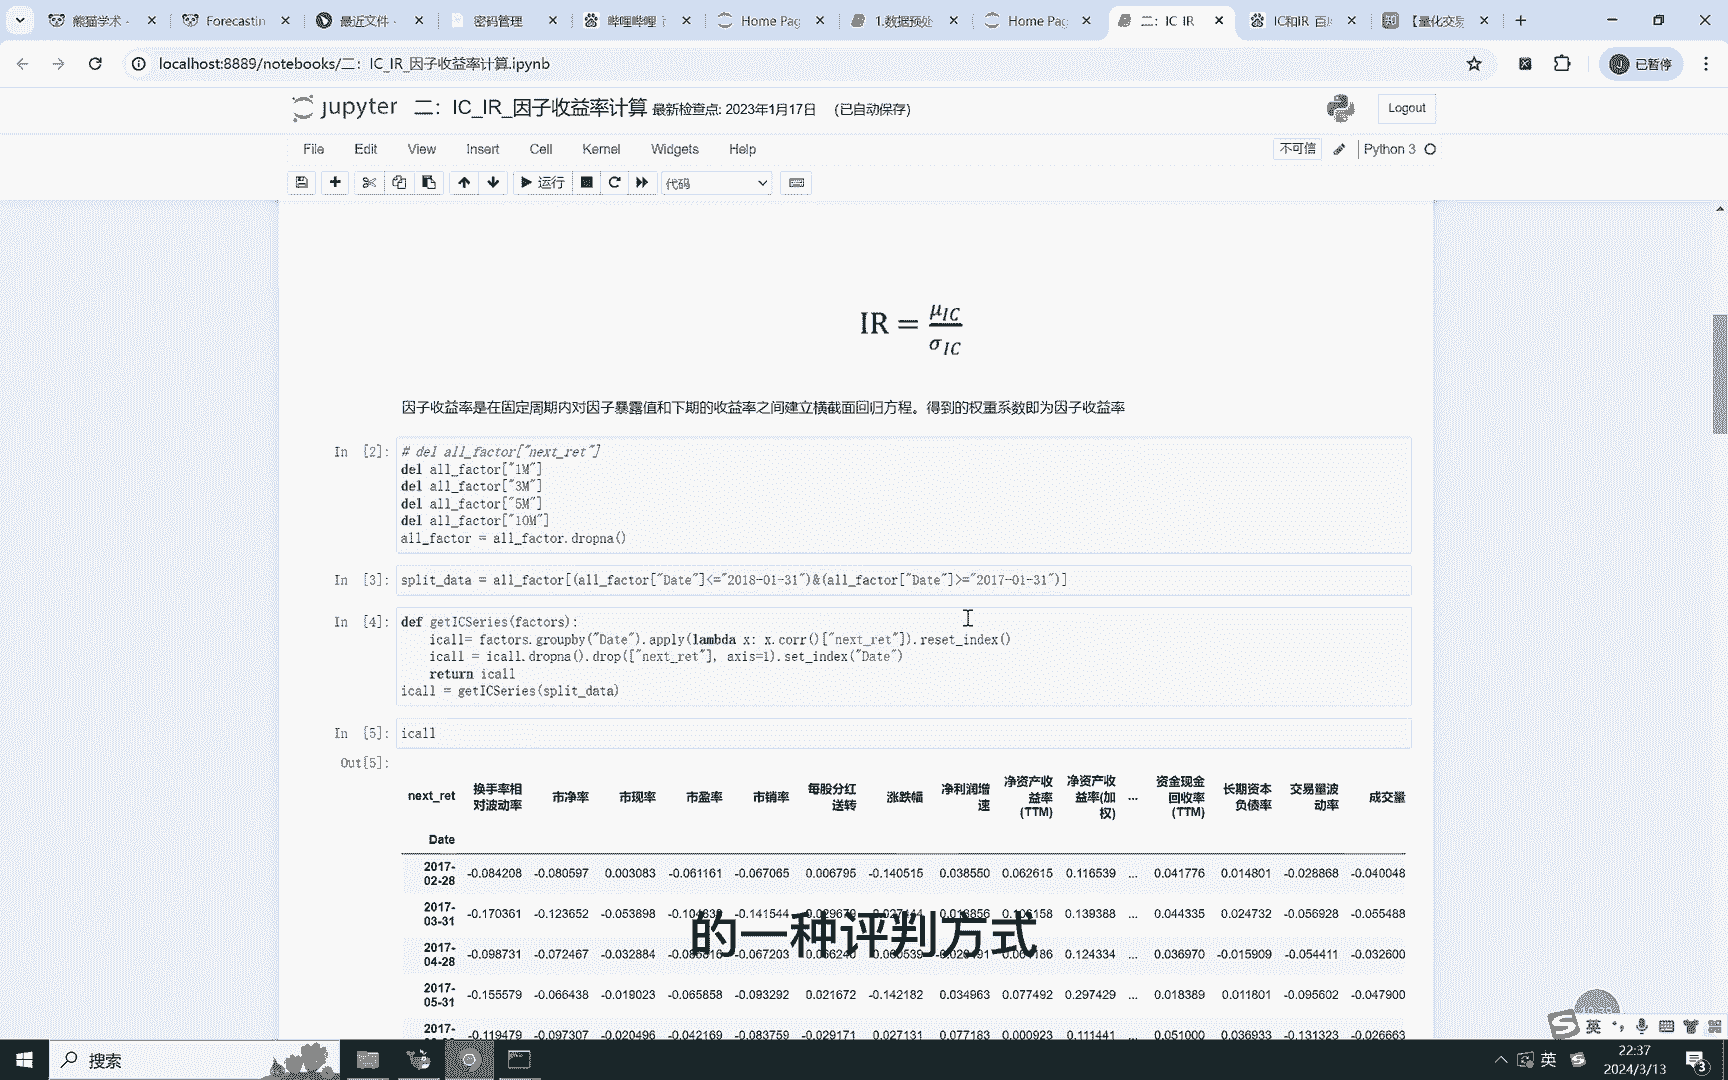 熊猫学术 -
Forecastin
最近文件 -
密码管理
哔哩哔哩
Home Pag
1.数据预处
Home Pag
二：IC IR
IC和IR 百
【量化交易
localhost:8889/notebooks/二：IC_IR_因子收益率计算.ipynb
已暂停
jupyter 二：IC_IR_因子收益率计算 最新检查点: 2023年1月17日 (已自动保存)
Logout
File Edit View Insert Cell Kernel Widgets Help
不可信 Python 3
运行 代码
IR = μIC / σIC
因子收益率是在固定周期内对因子暴露值和下期的收益率之间建立横截面回归方程。得到的权重系数即为因子收益率
In [2]: # del all_factor["next_ret"]
del all_factor["1M"]
del all_factor["3M"]
del all_factor["5M"]
del all_factor["10M"]
all_factor = all_factor.dropna()
In [3]: split_data = all_factor[(all_factor["Date"]<="2018-01-31")&(all_factor["Date"]>="2017-01-31")]
In [4]: def getICSeries(factors):
icall= factors.groupby("Date").apply(lambda x: x.corr()["next_ret"]).reset_index()
icall = icall.dropna().drop(["next_ret"], axis=1).set_index("Date")
return icall
icall = getICSeries(split_data)
In [5]: icall
Out[5]:
next_ret 换手率相对波动率 市净率 市现率 市盈率 市销率 每股分红送转 涨跌幅 净利润增速 净资产收益率(TTM) 净资产收益率(加权) ... 资金现金回收率(TTM) 长期资本负债率 交易量波动率 成交量
Date
2017-02-28 -0.084208 -0.080597 0.003083 -0.061161 -0.067065 0.006795 -0.140515 0.038550 0.062615 0.116539 ... 0.041776 0.014801 -0.028868 -0.040048
2017-03-31 -0.170361 -0.123652 -0.053898 -0.141544 0.139388 ... 0.044335 0.024732 -0.056928 -0.055488
2017-04-28 -0.098731 -0.072467 -0.032884 -0.067203 0.124334 ... 0.036970 -0.015909 -0.054411 -0.032600
的一种评判方式
2017-05-31 -0.155579 -0.066438 -0.019023 -0.065858 -0.093292 0.021672 -0.142182 0.034963 0.077492 0.297429 ... 0.018389 0.011801 -0.095602 -0.047900
2017- -0.119479 -0.097307 -0.020496 -0.042169 -0.083759 -0.029171 0.027131 0.077183 0.000923 0.111441 ... 0.051000 0.036933 -0.131323 -0.026663
英
搜索
英
22:37
2024/3/13
3